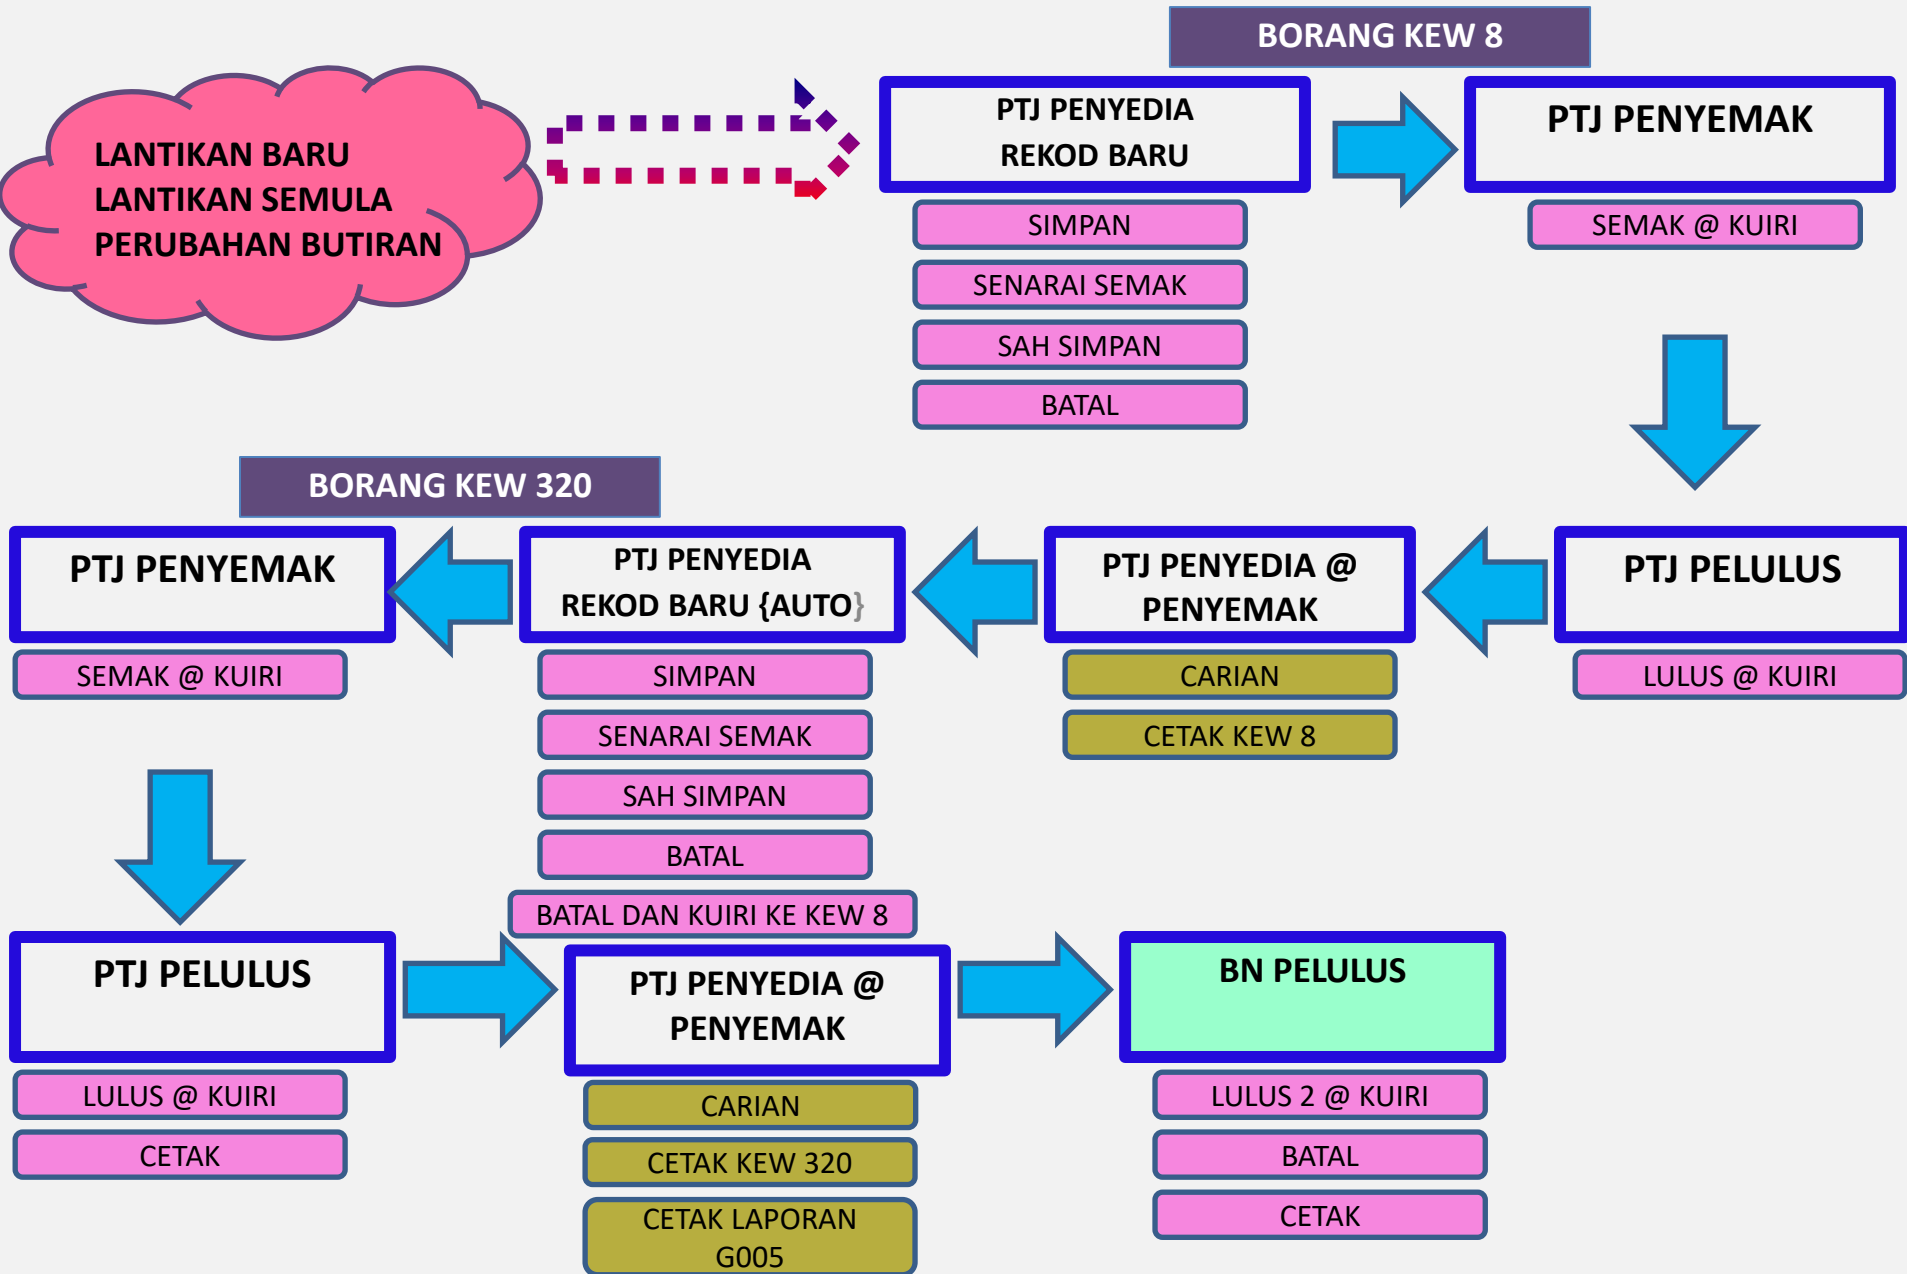 BORANG KEW 8
LANTIKAN BARU
LANTIKAN SEMULA
PERUBAHAN BUTIRAN
PTJ PENYEDIA
REKOD BARU
SIMPAN
SENARAI SEMAK
SAH SIMPAN
BATAL
PTJ PENYEMAK
SEMAK @ KUIRI
PTJ PELULUS
LULUS @ KUIRI
PTJ PENYEDIA @
PENYEMAK
CARIAN
CETAK KEW 8
BORANG KEW 320
PTJ PENYEDIA
REKOD BARU {AUTO}
SIMPAN
SENARAI SEMAK
SAH SIMPAN
BATAL
BATAL DAN KUIRI KE KEW 8
PTJ PENYEMAK
SEMAK @ KUIRI
PTJ PELULUS
LULUS @ KUIRI
CETAK
PTJ PENYEDIA @
PENYEMAK
CARIAN
CETAK KEW 320
CETAK LAPORAN
G005
BN PELULUS
LULUS 2 @ KUIRI
BATAL
CETAK